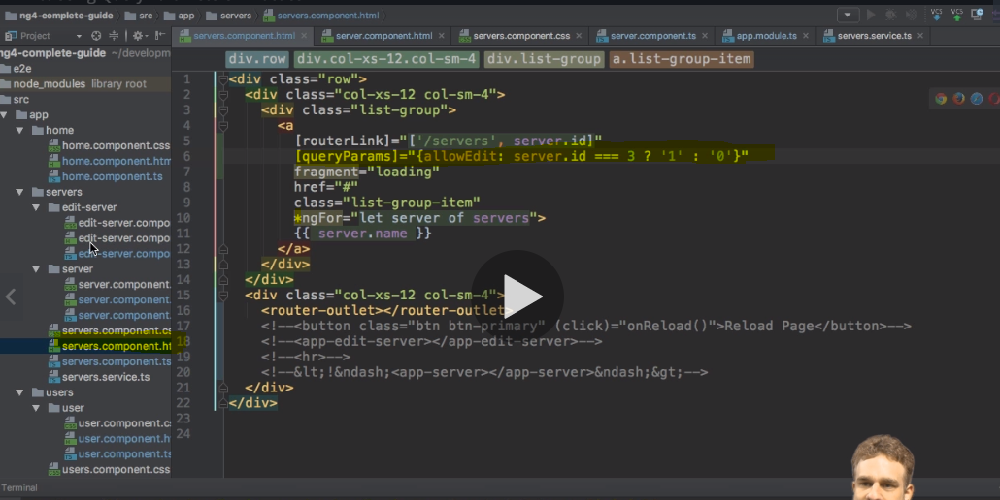 ng4-complete-guide src app servers servers.component.html
Project servers.component.html server.component.html servers.component.css server.component.ts app.module.ts servers.service.ts
ng4-complete-guide ~/developm
div.row div.col-xs-12.col-sm-4 div.list-group a.list-group-item
e2e
node_modules library root
src
app
home
home.component.css
home.component.htm
home.component.ts
servers
edit-server
edit-server.compo
edit-server.compo
edit-server.compo
server
server.component.
server.component.
server.component.
servers.component.cs
servers.component.ht
servers.component.ts
servers.service.ts
users
user
user.component.cs
user.component.h
user.component.ts
users.component.css
Terminal
1 <div class="row">
2 <div class="col-xs-12 col-sm-4">
3 <div class="list-group">
4 <a
5 [routerLink]="['/servers', server.id]"
6 [queryParams]="{allowEdit: server.id === 3 ? '1' : '0'}"
7 fragment="loading"
8 href="#"
9 class="list-group-item"
10 *ngFor="let server of servers">
11 {{ server.name }}
12 </a>
13 </div>
14 </div>
15 <div class="col-xs-12 col-sm-4">
16 <router-outlet></router-outlet>
17 <!--<button class="btn btn-primary" (click)="onReload()">Reload Page</button>-->
18 <!--<app-edit-server></app-edit-server>-->
19 <!--<hr>-->
20 <!--&lt;!&ndash;<app-server></app-server>&ndash;&gt;-->
21 </div>
22 </div>
23
24
VCS VCS